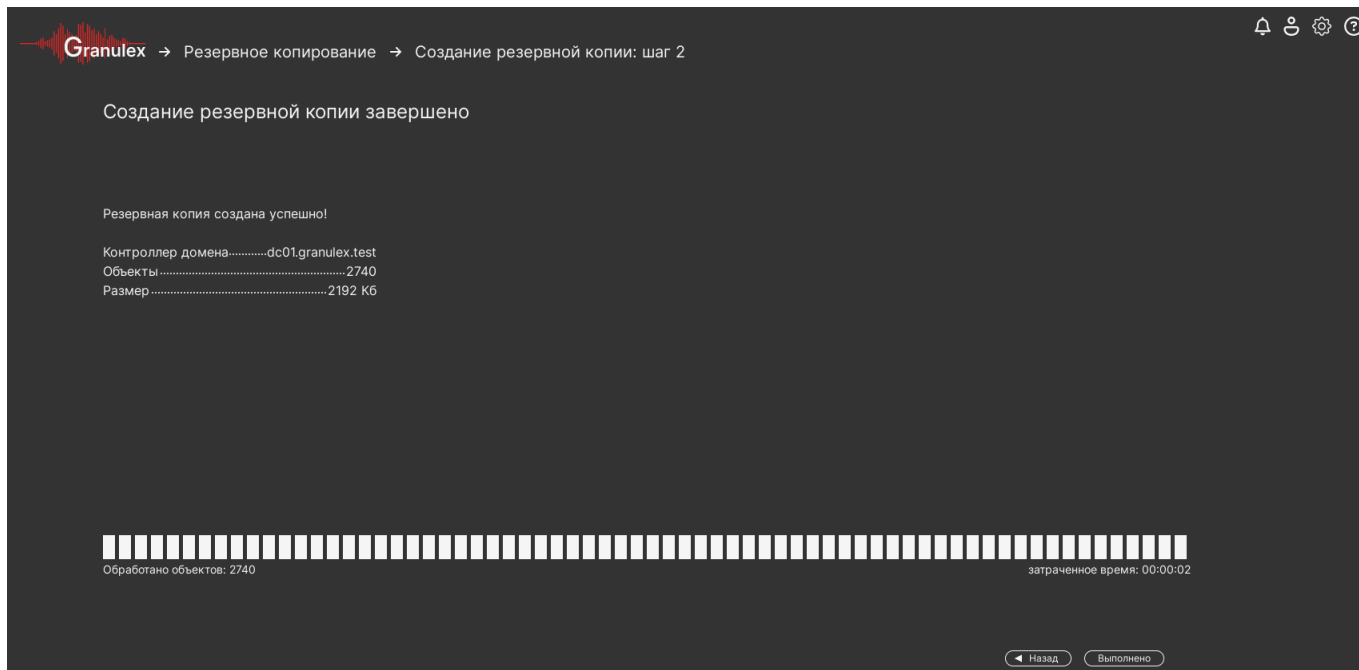 Granulex → Резервное копирование → Создание резервной копии: шаг 2
Создание резервной копии завершено
Резервная копия создана успешно!
Контроллер домена............dc01.granulex.test
Объекты..........................................................2740
Размер.......................................................2192 Кб
Обработано объектов: 2740
затраченное время: 00:00:02
◀ Назад
Выполнено